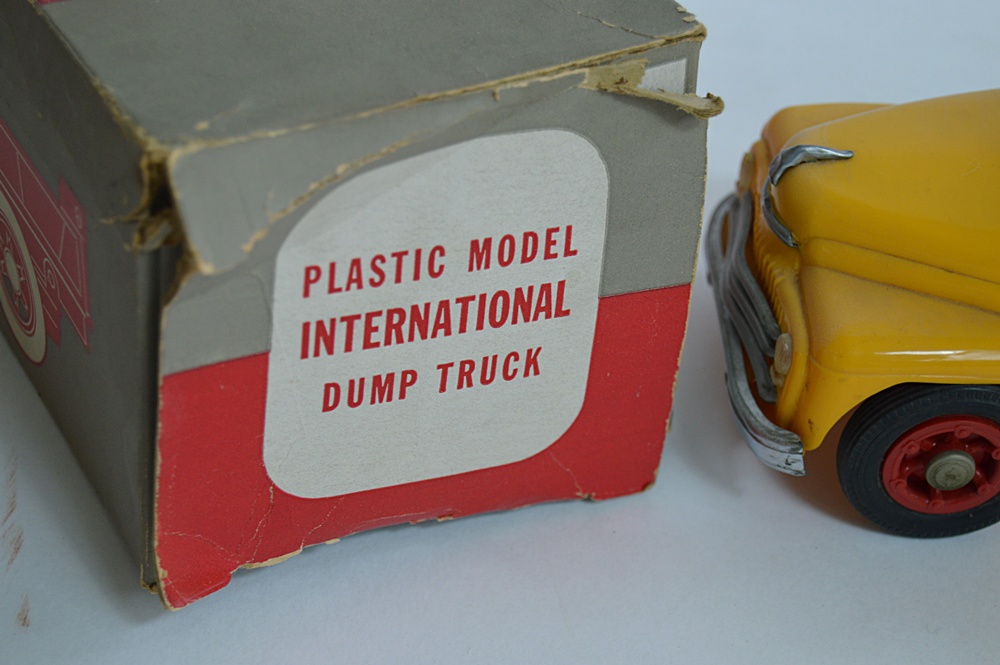 PLASTIC MODEL
INTERNATIONAL
DUMP TRUCK